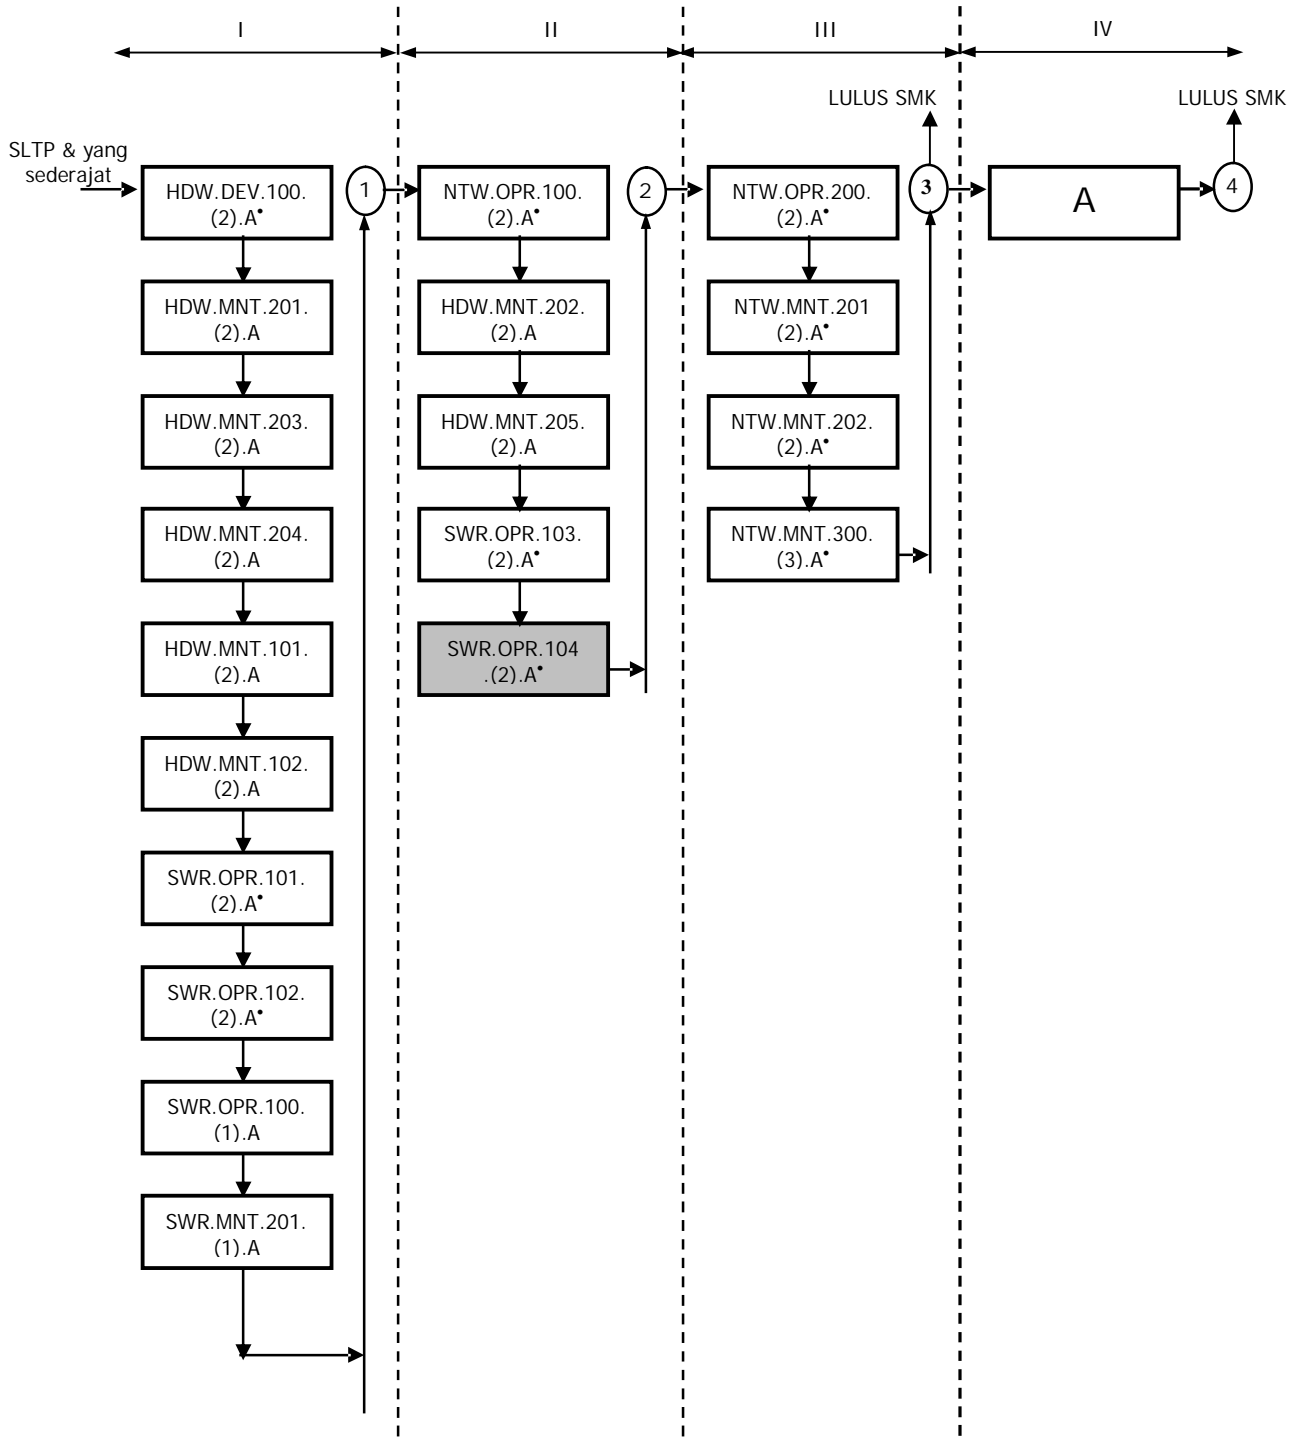 I
II
III
IV
LULUS SMK
LULUS SMK
SLTP & yang
sederajat
HDW.DEV.100.
(2).A•
HDW.MNT.201.
(2).A
HDW.MNT.203.
(2).A
HDW.MNT.204.
(2).A
HDW.MNT.101.
(2).A
HDW.MNT.102.
(2).A
SWR.OPR.101.
(2).A•
SWR.OPR.102.
(2).A•
SWR.OPR.100.
(1).A
SWR.MNT.201.
(1).A
1
NTW.OPR.100.
(2).A•
HDW.MNT.202.
(2).A
HDW.MNT.205.
(2).A
SWR.OPR.103.
(2).A•
SWR.OPR.104
.(2).A•
2
NTW.OPR.200.
(2).A•
NTW.MNT.201
(2).A•
NTW.MNT.202.
(2).A•
NTW.MNT.300.
(3).A•
3
A
4